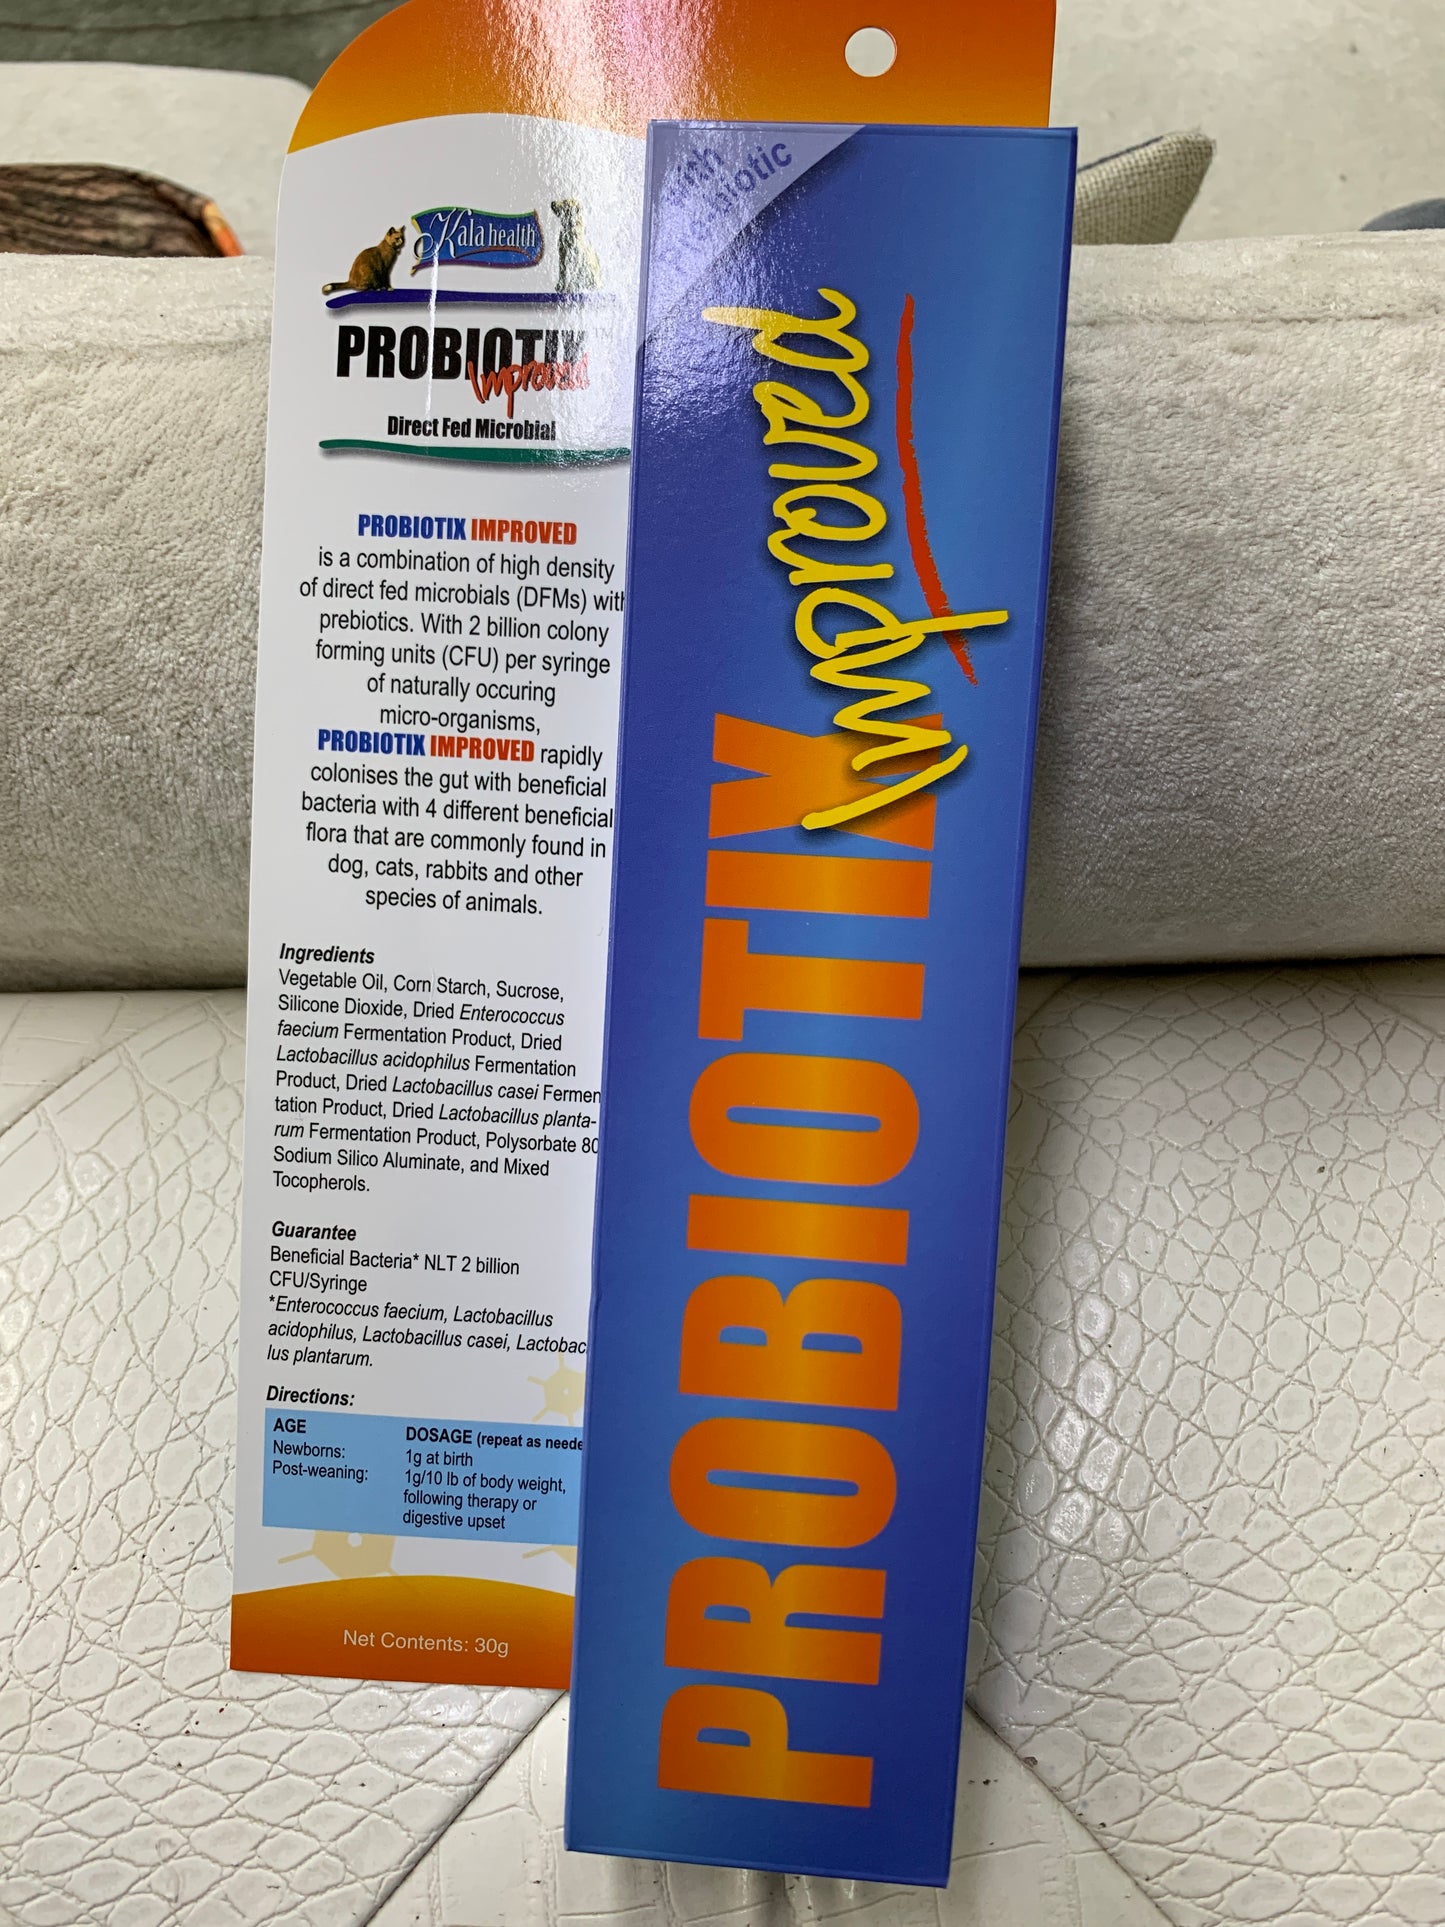 Kala health
PROBIOTIX™
Improved
Direct Fed Microbial
PROBIOTIX IMPROVED
is a combination of high density
of direct fed microbials (DFMs) with
prebiotics. With 2 billion colony
forming units (CFU) per syringe
of naturally occuring
micro-organisms,
PROBIOTIX IMPROVED rapidly
colonises the gut with beneficial
bacteria with 4 different beneficial
flora that are commonly found in
dog, cats, rabbits and other
species of animals.
Ingredients
Vegetable Oil, Corn Starch, Sucrose,
Silicone Dioxide, Dried Enterococcus
faecium Fermentation Product, Dried
Lactobacillus acidophilus Fermentation
Product, Dried Lactobacillus casei Fermen
tation Product, Dried Lactobacillus planta-
rum Fermentation Product, Polysorbate 80
Sodium Silico Aluminate, and Mixed
Tocopherols.
Guarantee
Beneficial Bacteria* NLT 2 billion
CFU/Syringe
*Enterococcus faecium, Lactobacillus
acidophilus, Lactobacillus casei, Lactobac
lus plantarum.
Directions:
AGE DOSAGE (repeat as neede
Newborns: 1g at birth
Post-weaning: 1g/10 lb of body weight,
following therapy or
digestive upset
Net Contents: 30g
with
PROBIOTIX
Improved